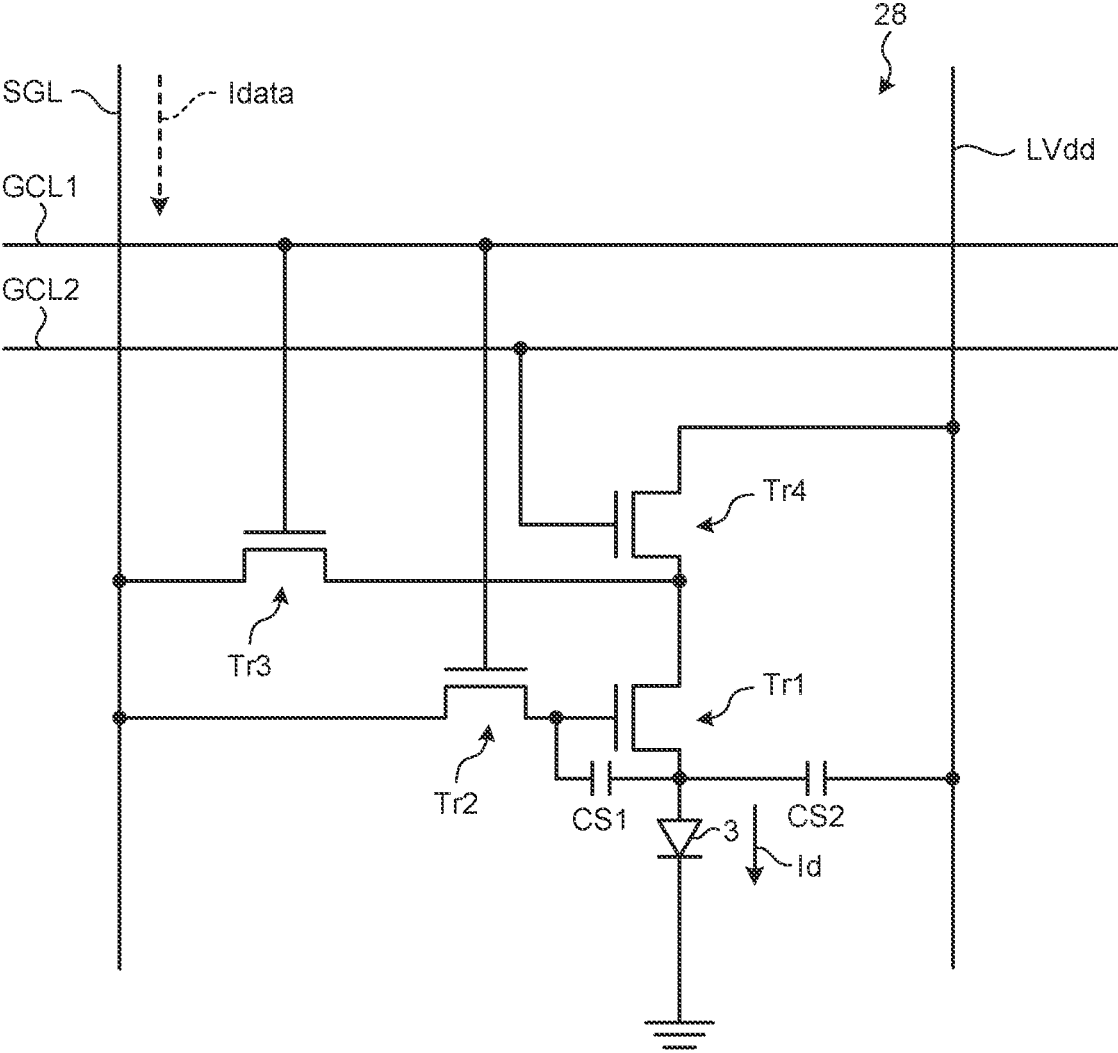 28
SGL
Idata
LVdd
GCL1
GCL2
Tr4
Tr3
Tr1
Tr2
CS1
CS2
3
Id